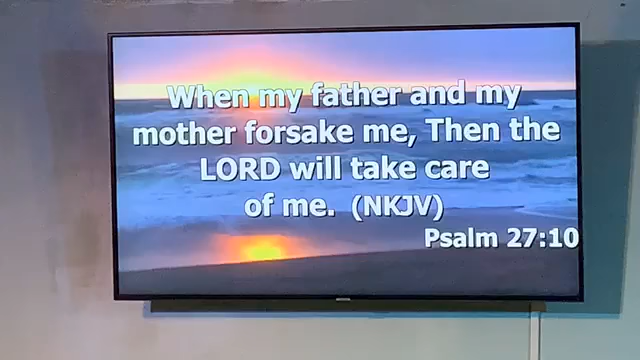 When my father and my
mother forsake me, Then the
LORD will take care
of me. (NKJV)
Psalm 27:10